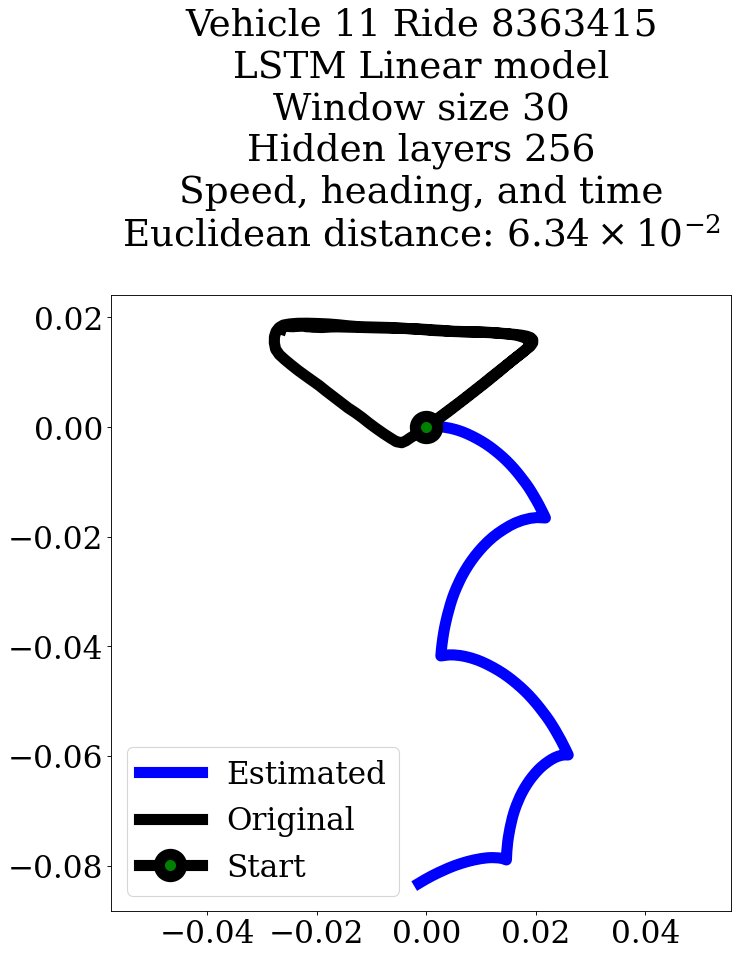 Vehicle 11 Ride 8363415
LSTM Linear model
Window size 30
Hidden layers 256
Speed, heading, and time
Euclidean distance: 6.34 × 10⁻²
0.02
0.00
−0.02
−0.04
−0.06
−0.08
Estimated
Original
Start
−0.04 −0.02 0.00 0.02 0.04